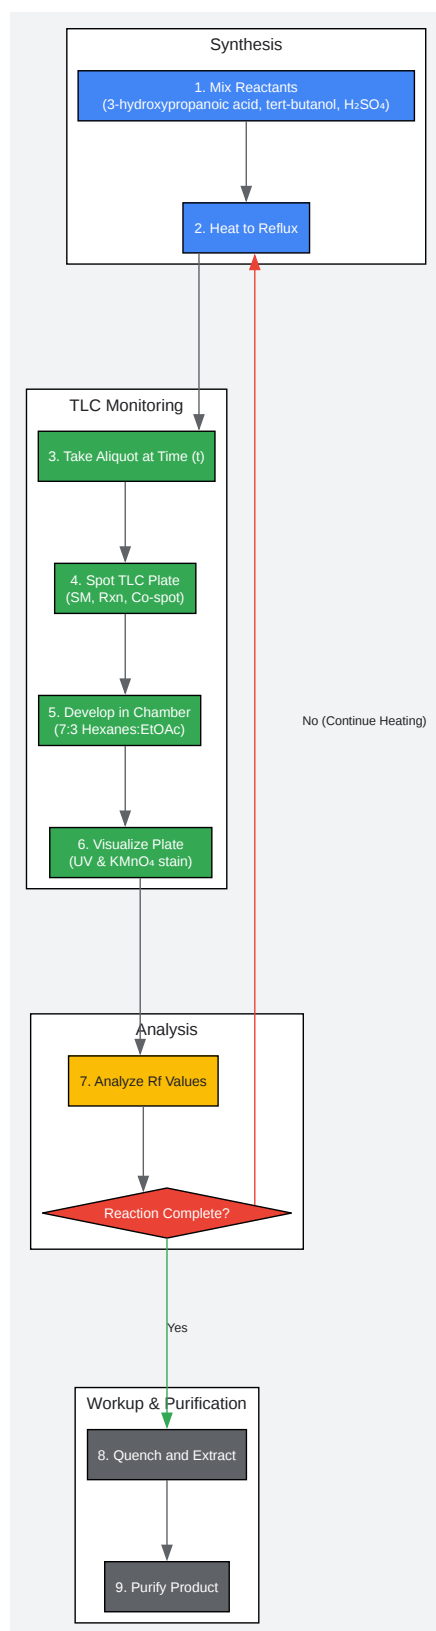 Synthesis
1. Mix Reactants
(3-hydroxypropanoic acid, tert-butanol, H₂SO₄)
2. Heat to Reflux
TLC Monitoring
3. Take Aliquot at Time (t)
4. Spot TLC Plate
(SM, Rxn, Co-spot)
5. Develop in Chamber
(7:3 Hexanes:EtOAc)
No (Continue Heating)
6. Visualize Plate
(UV & KMnO₄ stain)
Analysis
7. Analyze Rf Values
Reaction Complete?
Yes
Workup & Purification
8. Quench and Extract
9. Purify Product